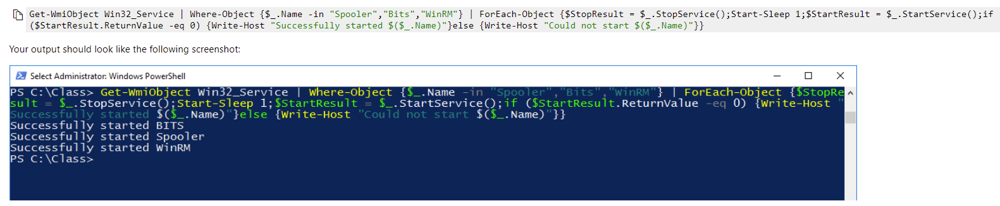 Get-WmiObject Win32_Service | Where-Object {$_.Name -in "Spooler","Bits","WinRM"} | ForEach-Object {$StopResult = $_.StopService();Start-Sleep 1;$StartResult = $_.StartService();if
($StartResult.ReturnValue -eq 0) {Write-Host "Successfully started $($_.Name)"}else {Write-Host "Could not start $($_.Name)"}}
Your output should look like the following screenshot:
Select Administrator: Windows PowerShell
PS C:\Class> Get-WmiObject Win32_Service | Where-Object {$_.Name -in "Spooler","Bits","WinRM"} | ForEach-Object {$StopRe
sult = $_.StopService();Start-Sleep 1;$StartResult = $_.StartService();if ($StartResult.ReturnValue -eq 0) {Write-Host "
Successfully started $($_.Name)"}else {Write-Host "Could not start $($_.Name)"}}
Successfully started BITS
Successfully started Spooler
Successfully started WinRM
PS C:\Class>